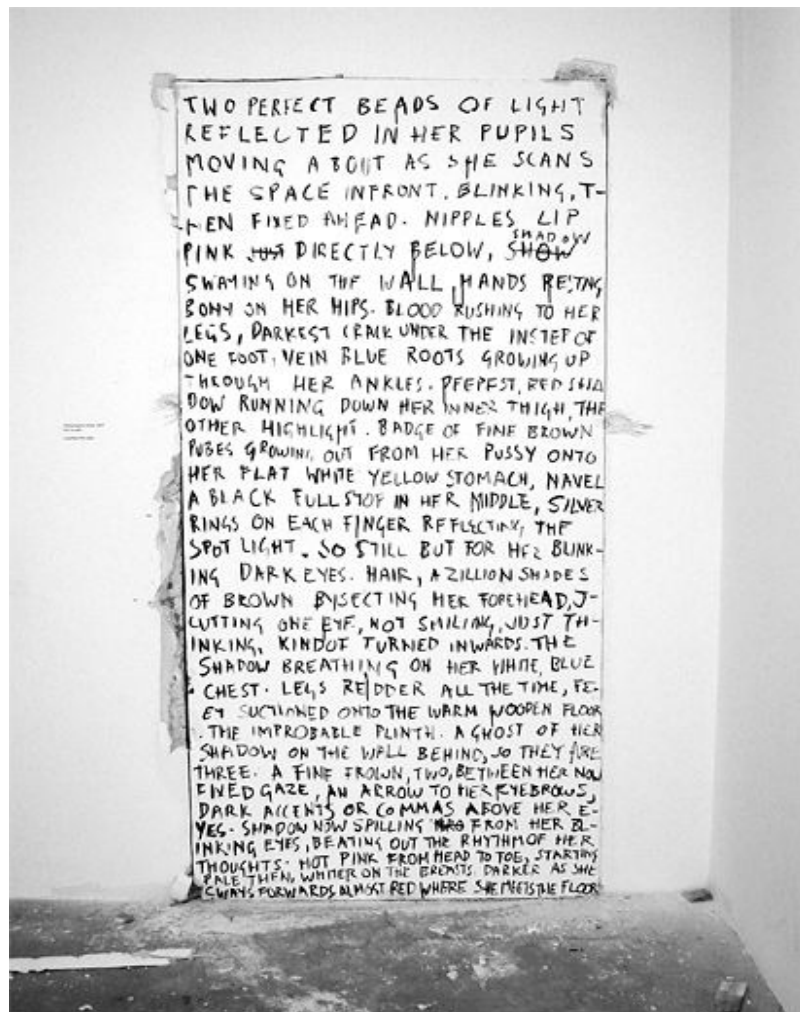 TWO PERFECT BEADS OF LIGHT
REFLECTED IN HER PUPILS
MOVING ABOUT AS SHE SCANS
THE SPACE INFRONT. BLINKING, T-
HEN FIXED AHEAD. NIPPLES LIP
PINK JUST DIRECTLY BELOW, SHOW SHADOW
SWAYING ON THE WALL, HANDS RESTNG
BONY ON HER HIPS. BLOOD RUSHING TO HER
LEGS, DARKEST CRACK UNDER THE INSTEP OF
ONE FOOT, VEIN BLUE ROOTS GROWING UP
THROUGH HER ANKLES. DEEPEST, RED SHA
DOW RUNNING DOWN HER INNER THIGH, THE
OTHER HIGHLIGHT. BADGE OF FINE BROWN
PUBES GROWING OUT FROM HER PUSSY ONTO
HER FLAT WHITE YELLOW STOMACH, NAVEL
A BLACK FULL STOP IN HER MIDDLE, SILVER
RINGS ON EACH FINGER REFLECTING THE
SPOT LIGHT. SO STILL BUT FOR HER BLINK-
ING DARK EYES. HAIR, A ZILLION SHADES
OF BROWN BYSECTING HER FOREHEAD, J-
UTTING ONE EYE, NOT SMILING, JUST TH-
INKING, KINDOF TURNED INWARDS. THE
SHADOW BREATHING ON HER WHITE, BLUE
CHEST. LEGS REDDER ALL THE TIME, FE-
ET SUCTIONED ONTO THE WARM WOODEN FLOOR
. THE IMPROBABLE PLINTH. A GHOST OF HER
SHADOW ON THE WALL BEHIND, SO THEY ARE
THREE. A FINE FROWN, TWO, BETWEEN HER NOW
FIXED GAZE, AN ARROW TO HER EYEBROWS,
DARK ACCENTS OR COMMAS ABOVE HER E-
YES. SHADOW NOW SPILLING FROM HER BL-
INKING EYES, BEATING OUT THE RHYTHM OF HER
THOUGHTS. HOT PINK FROM HEAD TO TOE, STARTING
PALE THEN, WHITER ON THE BREASTS. DARKER AS SHE
SWAYS FORWARDS ALMOST RED WHERE SHE MEETS THE FLOOR